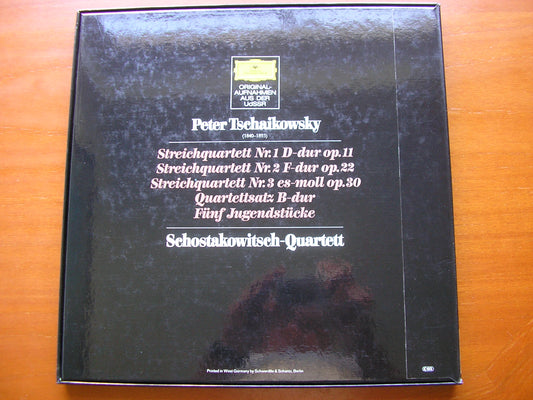 ORIGINAL-
AUFNAHMEN
AUS DER
UdSSR
Peter Tschaikowsky
(1840-1893)
Streichquartett Nr.1 D-dur op.11
Streichquartett Nr.2 F-dur op.22
Streichquartett Nr.3 es-moll op.30
Quartettsatz B-dur
Fünf Jugendstücke
Schostakowitsch-Quartett
Printed in West Germany by Schwerdtle & Schanz, Berlin